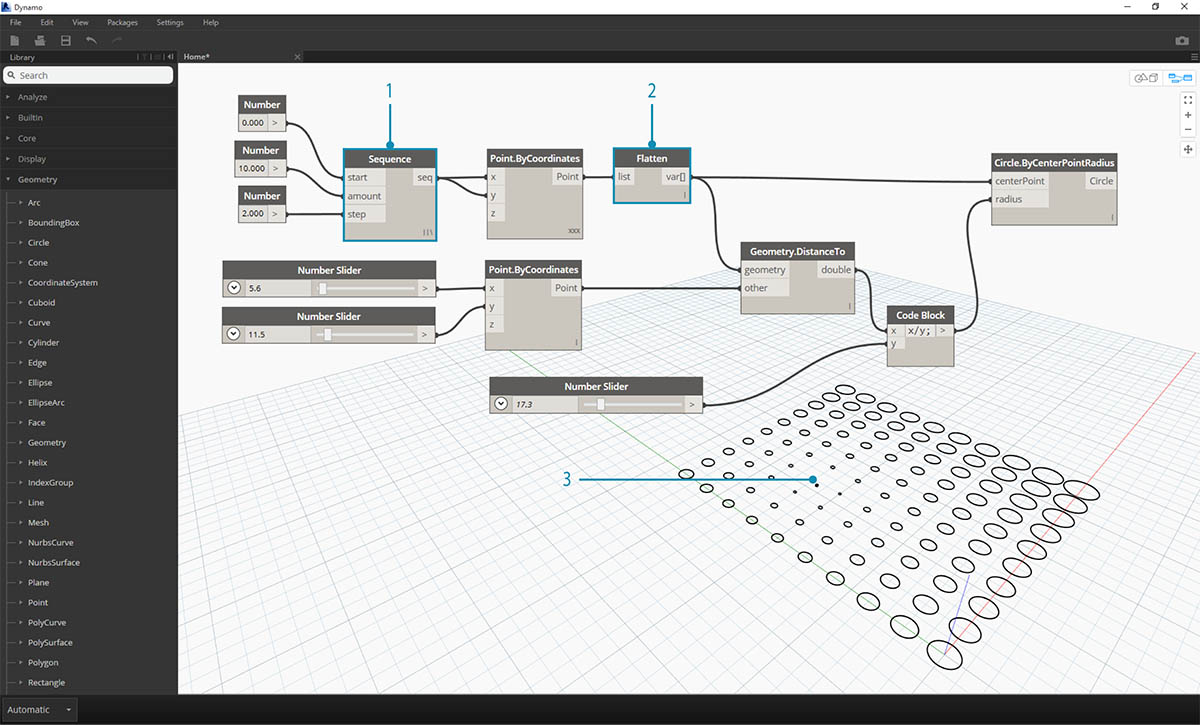 Dynamo
File Edit View Packages Settings Help
Library
Home*
Search
Analyze
BuiltIn
Core
Display
Geometry
Arc
BoundingBox
Circle
Cone
CoordinateSystem
Cuboid
Curve
Cylinder
Edge
Ellipse
EllipseArc
Face
Geometry
Helix
IndexGroup
Line
Mesh
NurbsCurve
NurbsSurface
Plane
Point
PolyCurve
PolySurface
Polygon
Rectangle
Automatic
1
2
3
Number
0.000 >
Number
10.000 >
Number
2.000 >
Sequence
start seq
amount
step
Point.ByCoordinates
x Point
y
z
xxx
Flatten
list var[]
Circle.ByCenterPointRadius
centerPoint Circle
radius
Number Slider
5.6 >
Number Slider
11.5 >
Point.ByCoordinates
x Point
y
z
Geometry.DistanceTo
geometry double
other
Code Block
x x/y; >
y
Number Slider
17.3 >